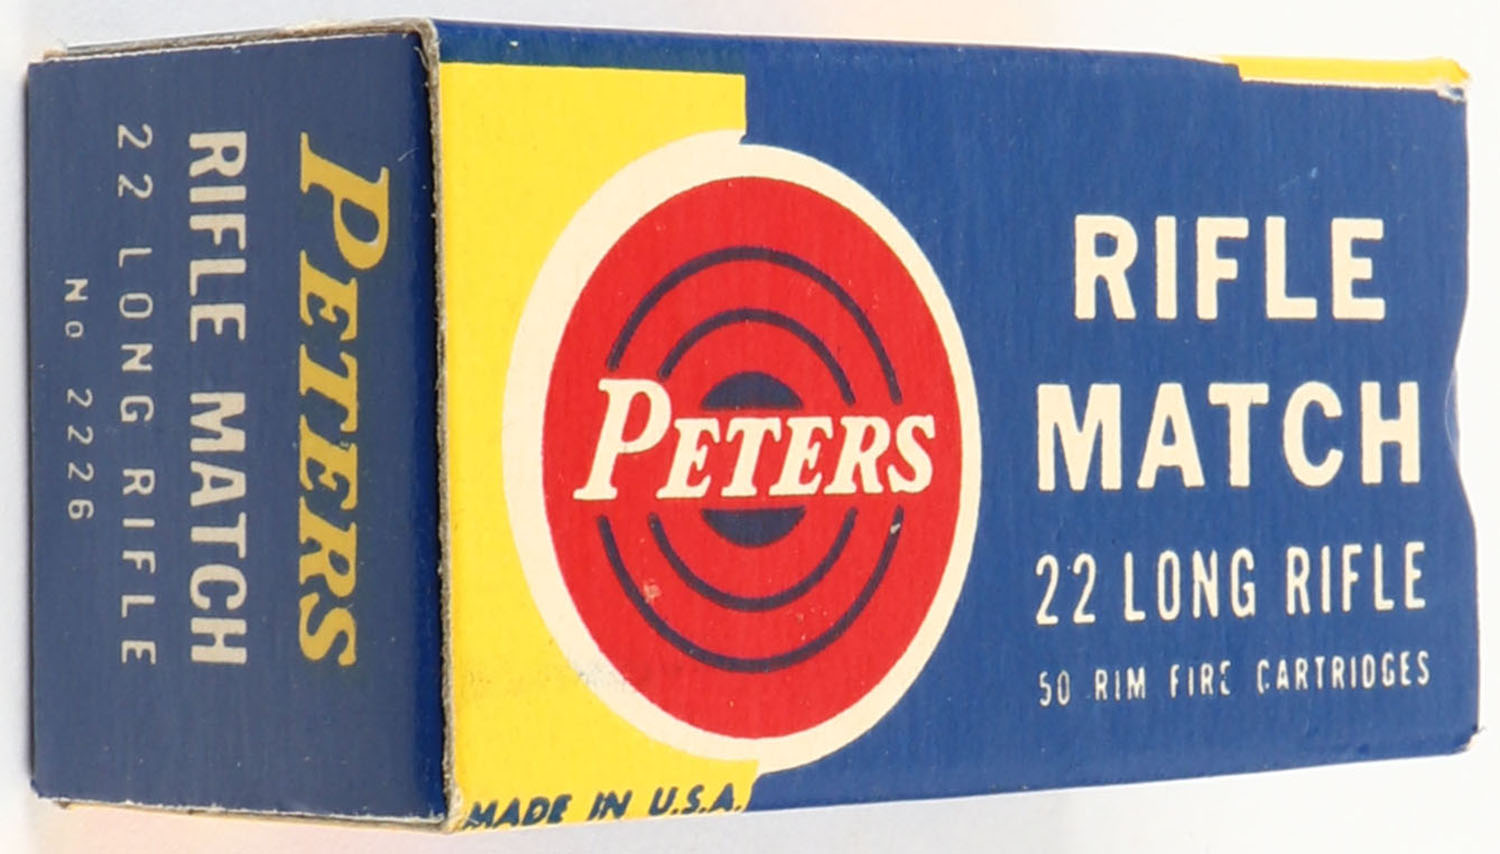 PETERS
RIFLE MATCH
22 LONG RIFLE
No 2226
PETERS
RIFLE
MATCH
22 LONG RIFLE
50 RIM FIRE CARTRIDGES
MADE IN U.S.A.